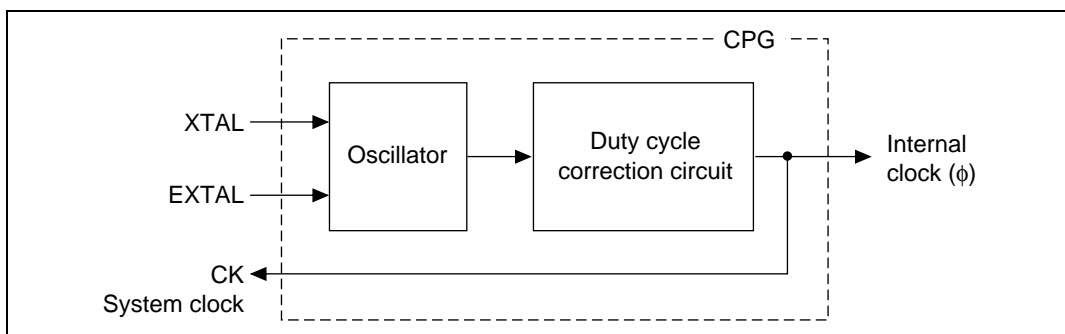 CPG
XTAL
Oscillator
Duty cycle
correction circuit
Internal
clock (ϕ)
EXTAL
CK
System clock